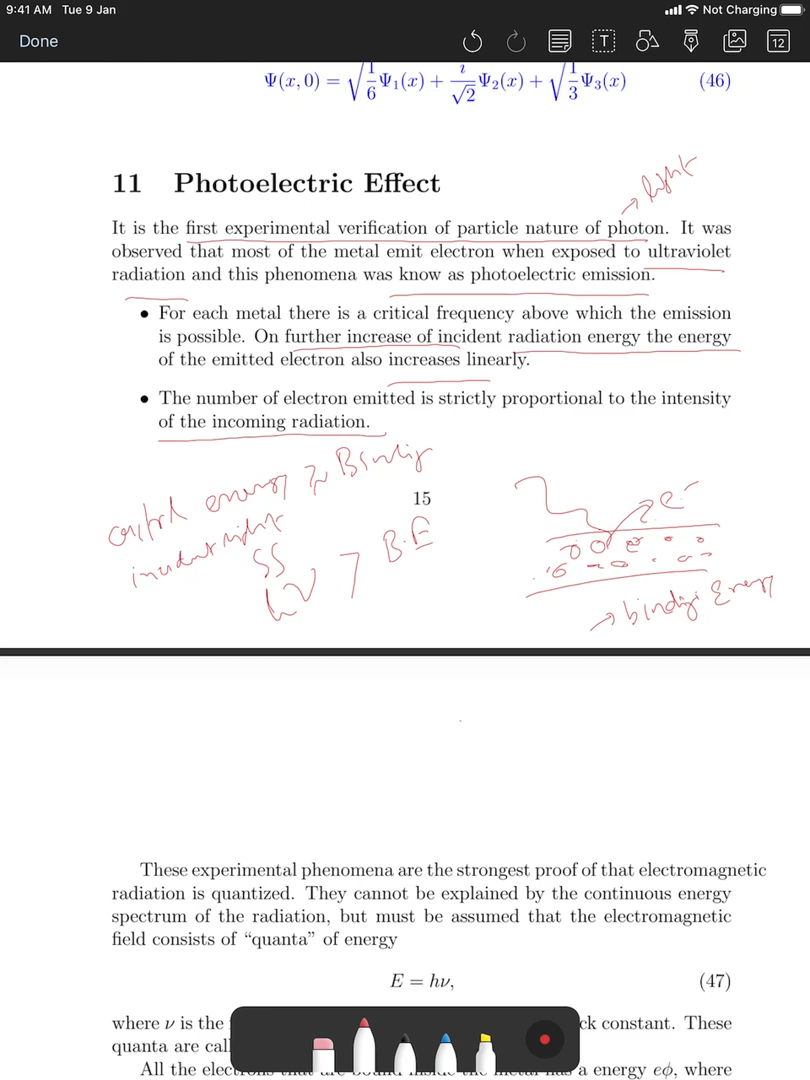 9:41 AM Tue 9 Jan Not Charging
Done T 12
Ψ(x, 0) = √1/6 Ψ1(x) + i/√2 Ψ2(x) + √1/3 Ψ3(x) (46)
light
11 Photoelectric Effect
It is the first experimental verification of particle nature of photon. It was
observed that most of the metal emit electron when exposed to ultraviolet
radiation and this phenomena was know as photoelectric emission.
• For each metal there is a critical frequency above which the emission
is possible. On further increase of incident radiation energy the energy
of the emitted electron also increases linearly.
• The number of electron emitted is strictly proportional to the intensity
of the incoming radiation.
energy
incident light
15
e-
hν > B.E
→ binding Energy
These experimental phenomena are the strongest proof of that electromagnetic
radiation is quantized. They cannot be explained by the continuous energy
spectrum of the radiation, but must be assumed that the electromagnetic
field consists of “quanta” of energy
E = hν, (47)
where ν is the ck constant. These
quanta are cal
All the elect a energy eϕ, where